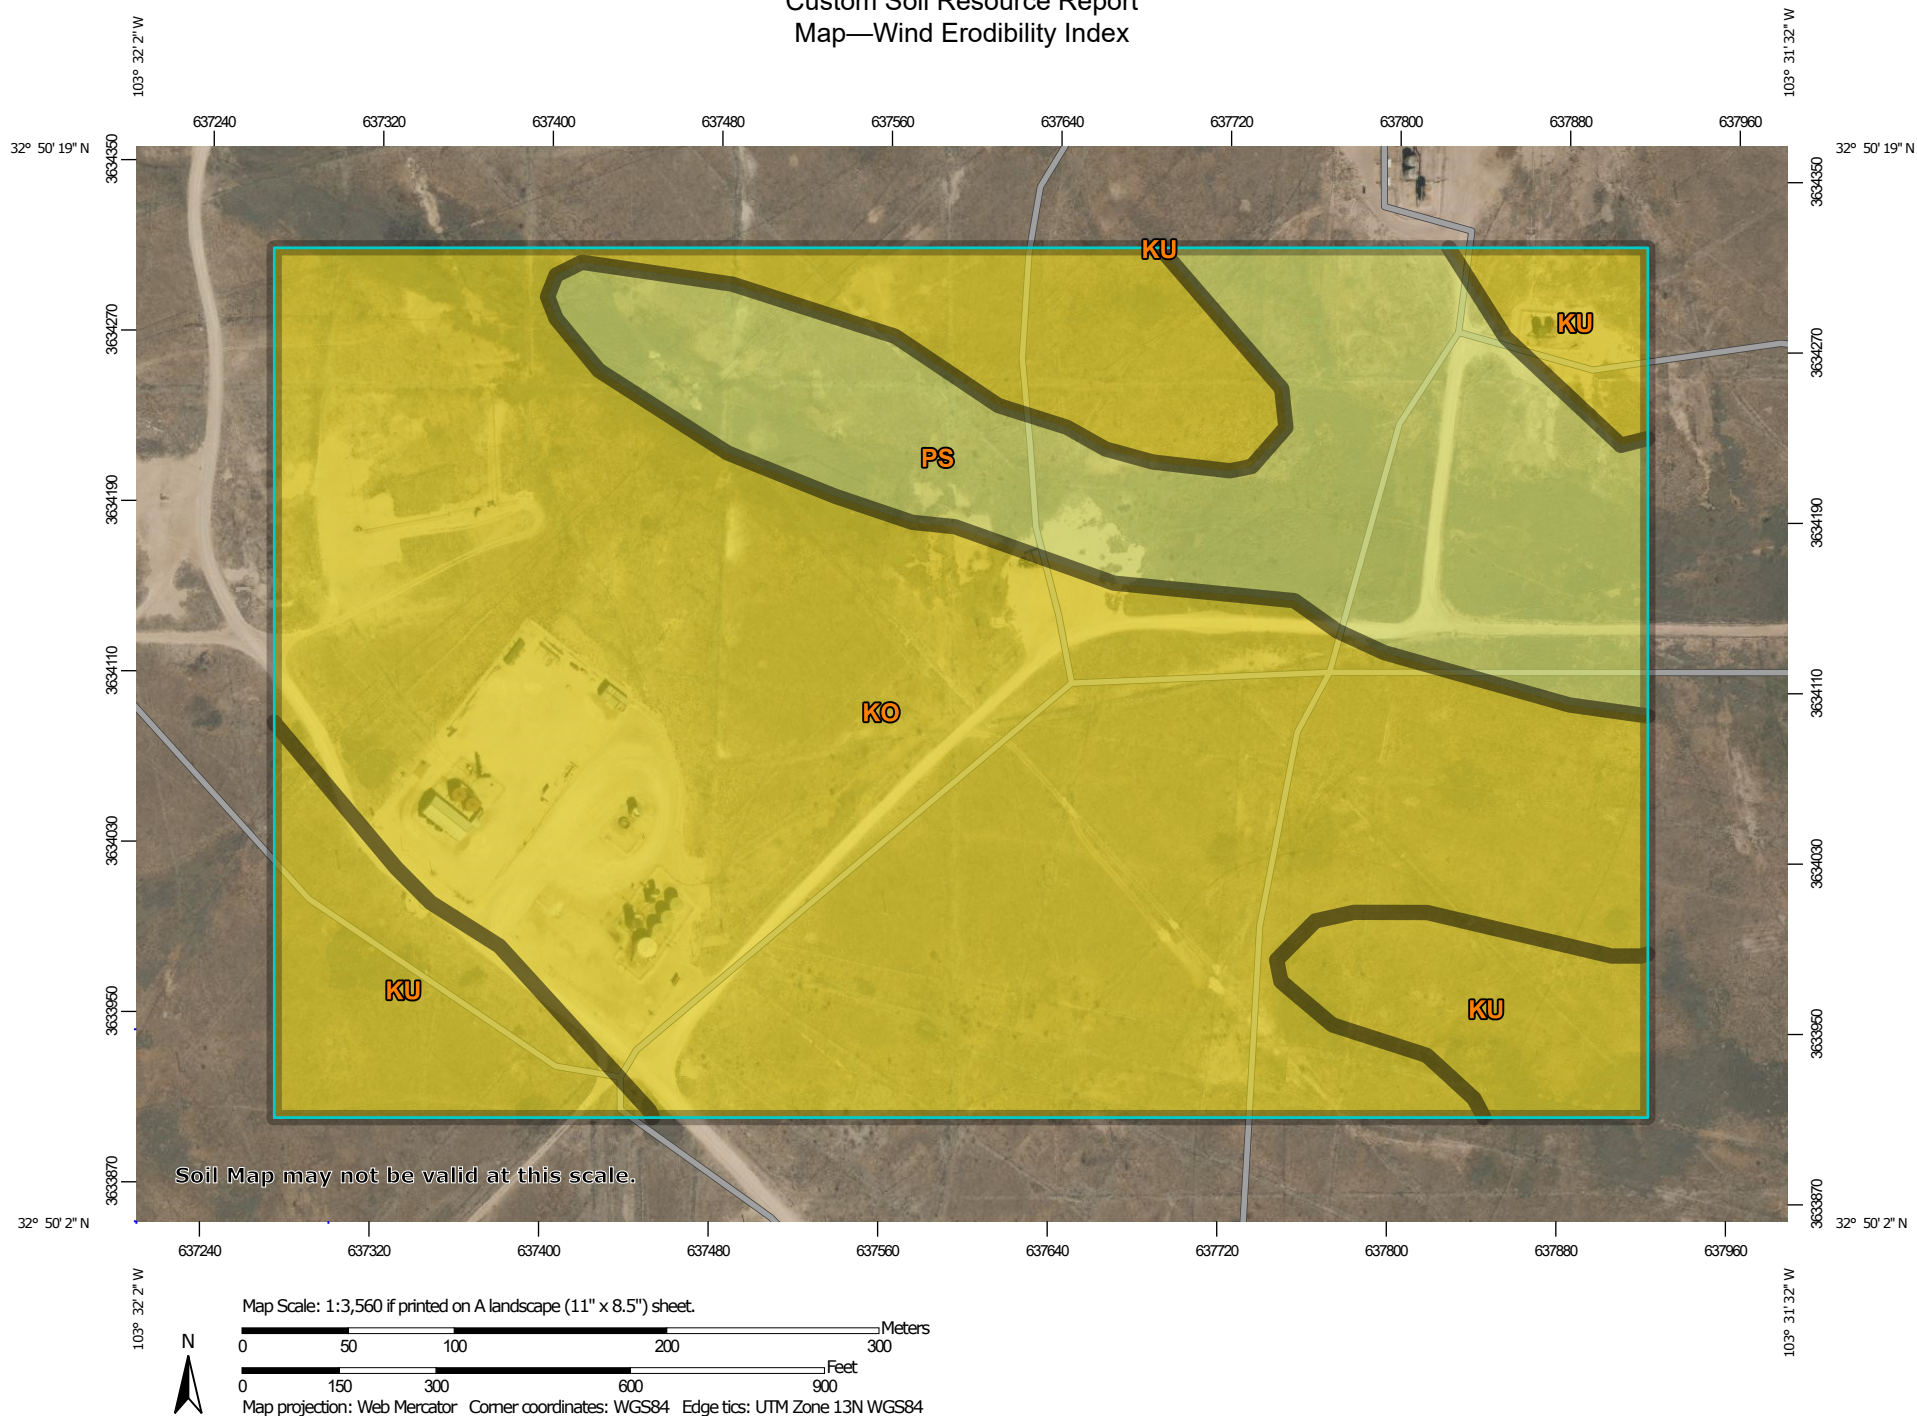 Custom Soil Resource Report
Map—Wind Erodibility Index
103° 32' 2" W
103° 31' 32" W
637240 637320 637400 637480 637560 637640 637720 637800 637880 637960
32° 50' 19" N
32° 50' 19" N
3634350
3634350
KU
KU
3634270
3634270
PS
3634190
3634190
3634110
3634110
KO
3634030
3634030
KU
KU
3633950
3633950
Soil Map may not be valid at this scale.
3633870
3633870
32° 50' 2" N
32° 50' 2" N
637240 637320 637400 637480 637560 637640 637720 637800 637880 637960
103° 32' 2" W
103° 31' 32" W
Map Scale: 1:3,560 if printed on A landscape (11" x 8.5") sheet.
Meters
0 50 100 200 300
Feet
0 150 300 600 900
N
Map projection: Web Mercator Corner coordinates: WGS84 Edge tics: UTM Zone 13N WGS84